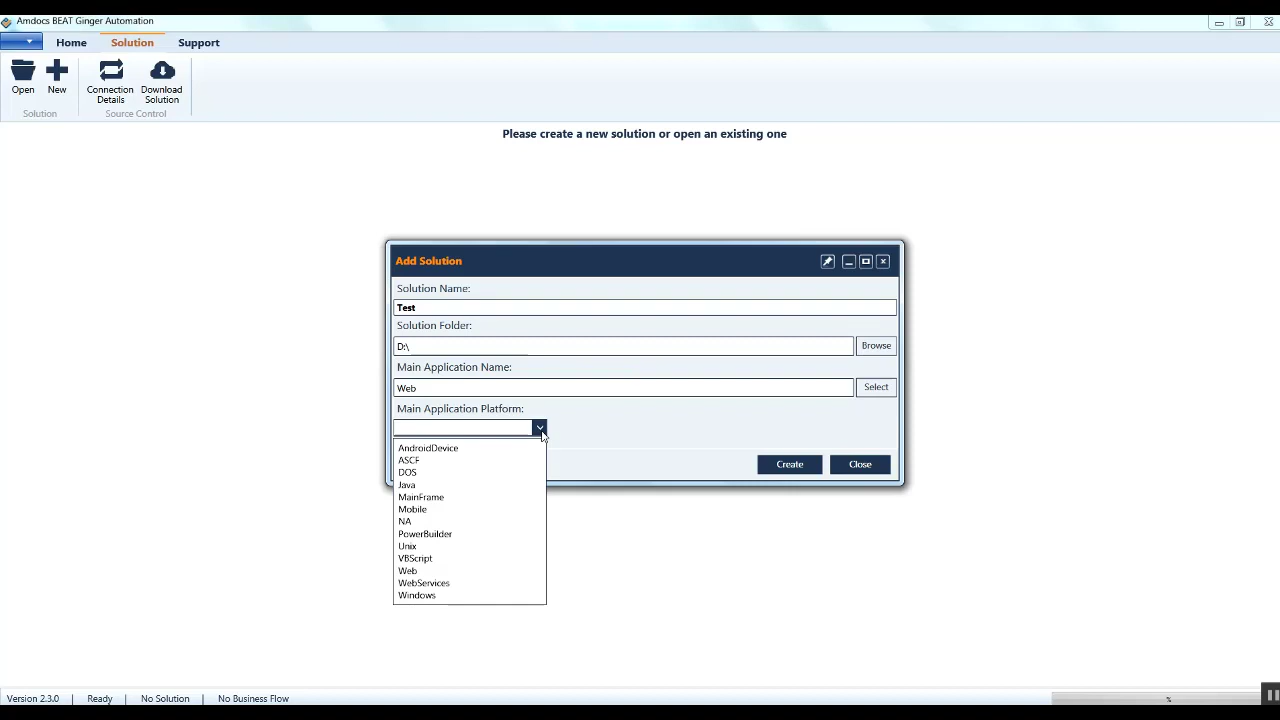 Amdocs BEAT Ginger Automation
Home Solution Support
Open New Connection Details Download Solution
Solution Source Control
Please create a new solution or open an existing one
Add Solution
Solution Name:
Test
Solution Folder:
D:\ Browse
Main Application Name:
Web Select
Main Application Platform:
AndroidDevice
ASCF
DOS
Java
MainFrame
Mobile
NA
PowerBuilder
Unix
VBScript
Web
WebServices
Windows
Create Close
Version 2.3.0 Ready No Solution No Business Flow %